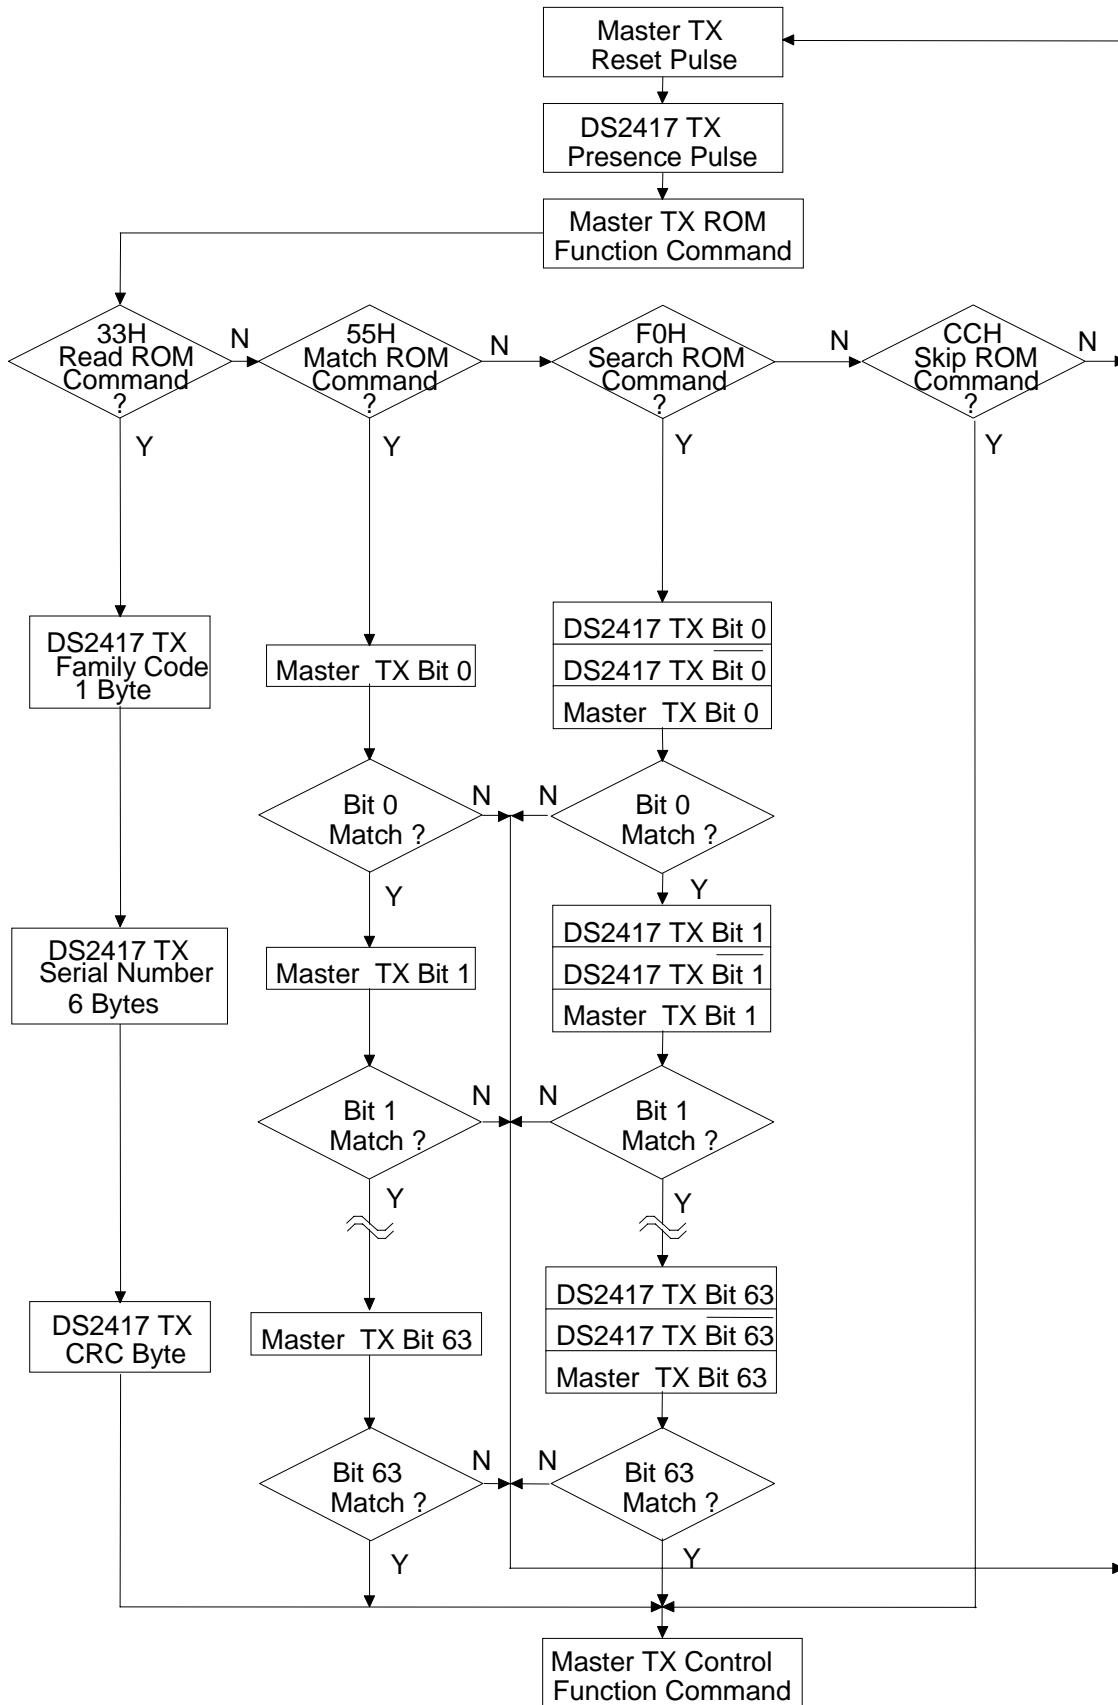 Master TX
Reset Pulse
DS2417 TX
Presence Pulse
Master TX ROM
Function Command
33H
Read ROM
Command
?
N
Y
55H
Match ROM
Command
?
N
Y
F0H
Search ROM
Command
?
N
Y
CCH
Skip ROM
Command
?
N
Y
DS2417 TX
Family Code
1 Byte
DS2417 TX
Serial Number
6 Bytes
DS2417 TX
CRC Byte
Master TX Bit 0
Bit 0
Match ?
N
Y
Master TX Bit 1
Bit 1
Match ?
N
Y
Master TX Bit 63
Bit 63
Match ?
N
Y
DS2417 TX Bit 0
DS2417 TX B̅i̅t̅ ̅0̅
Master TX Bit 0
Bit 0
Match ?
N
Y
DS2417 TX Bit 1
DS2417 TX B̅i̅t̅ ̅1̅
Master TX Bit 1
Bit 1
Match ?
N
Y
DS2417 TX Bit 63
DS2417 TX B̅i̅t̅ ̅6̅3̅
Master TX Bit 63
Bit 63
Match ?
N
Y
Master TX Control
Function Command